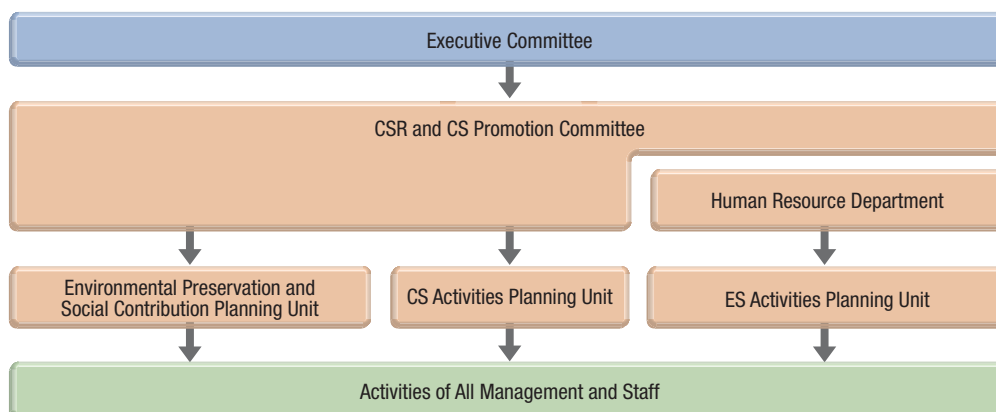 Executive Committee
CSR and CS Promotion Committee
Human Resource Department
Environmental Preservation and
Social Contribution Planning Unit
CS Activities Planning Unit
ES Activities Planning Unit
Activities of All Management and Staff